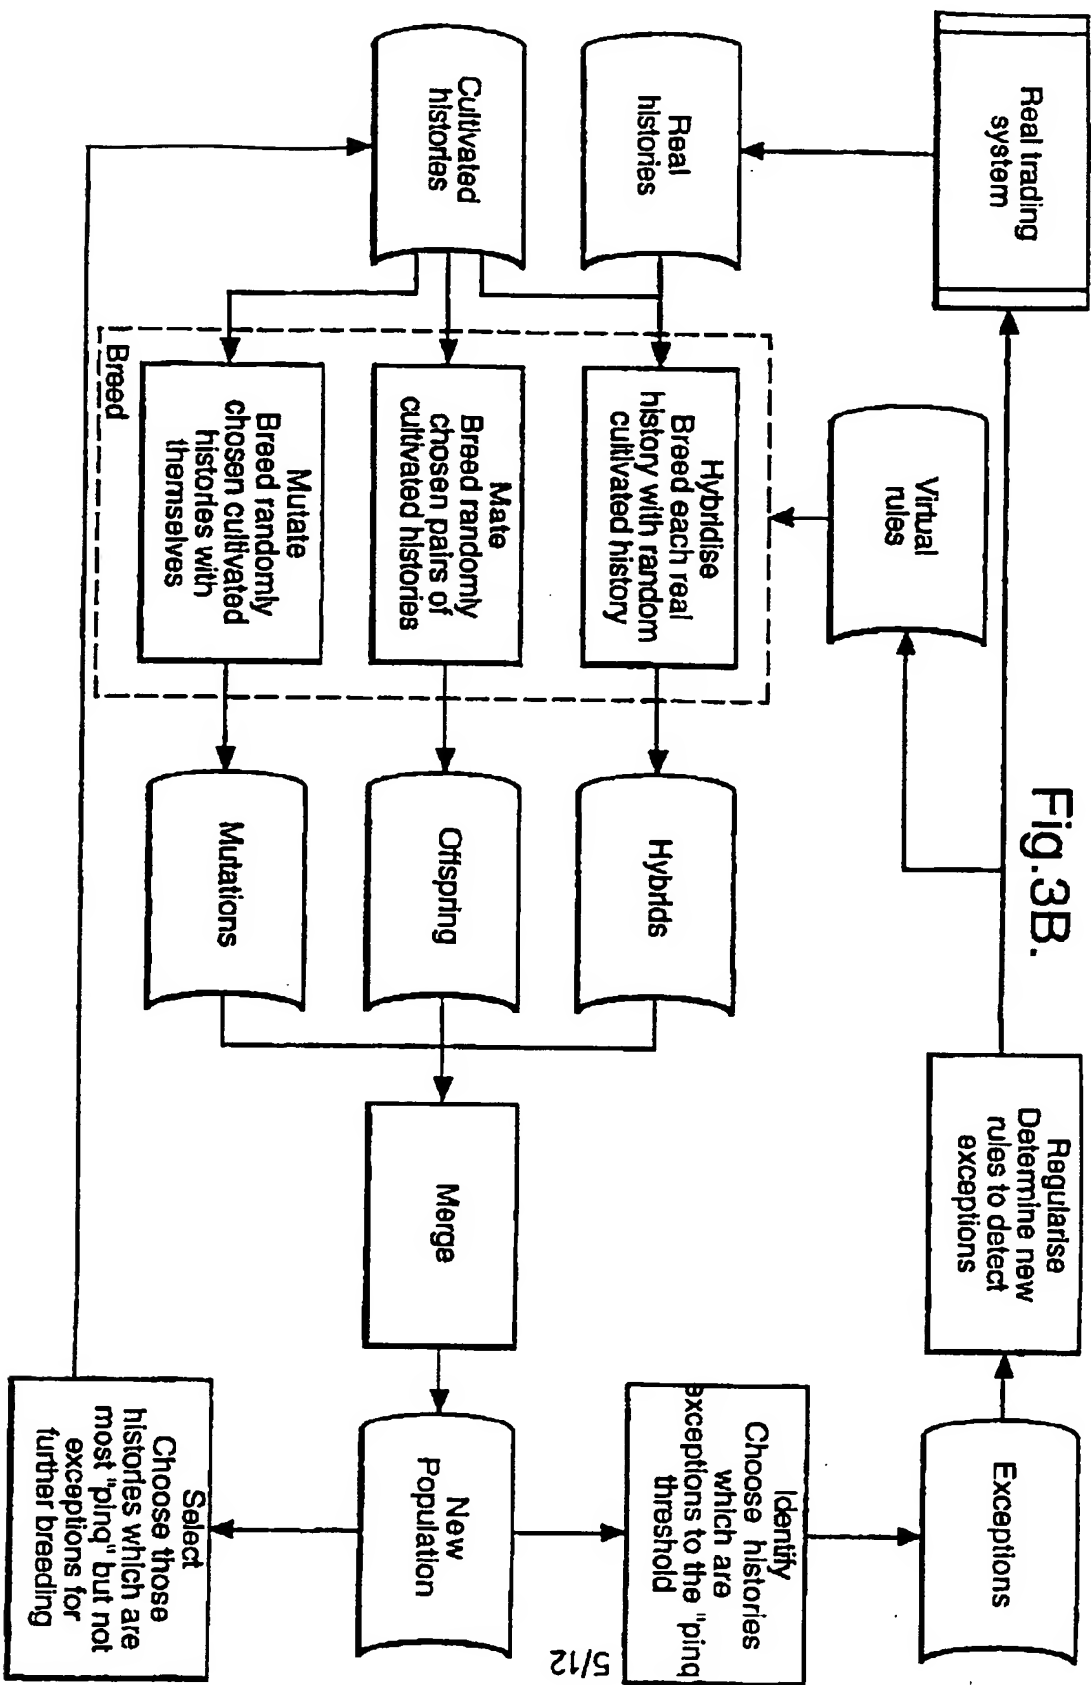 Fig.3B.
Real trading
system
Virtual
rules
Regularise
Determine new
rules to detect
exceptions
Exceptions
Real
histories
Hybridise
Breed each real
history with random
cultivated history
Hybrids
Identify
Choose histories
which are
exceptions to the "pinq
threshold
Cultivated
histories
Mate
Breed randomly
chosen pairs of
cultivated histories
Offspring
Merge
New
Population
Mutate
Breed randomly
chosen cultivated
histories with
themselves
Breed
Mutations
Select
Choose those
histories which are
most "pinq" but not
exceptions for
further breeding
5/12